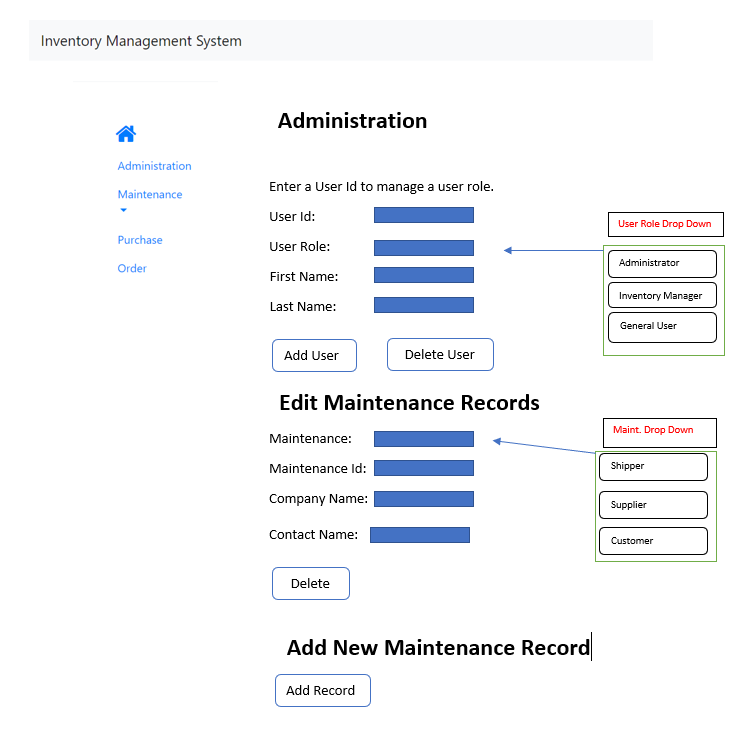 Inventory Management System
Administration
Administration
Maintenance
Purchase
Order
Enter a User Id to manage a user role.
User Id:
User Role:
First Name:
Last Name:
User Role Drop Down
Administrator
Inventory Manager
General User
Add User
Delete User
Edit Maintenance Records
Maintenance:
Maintenance Id:
Company Name:
Contact Name:
Maint. Drop Down
Shipper
Supplier
Customer
Delete
Add New Maintenance Record
Add Record